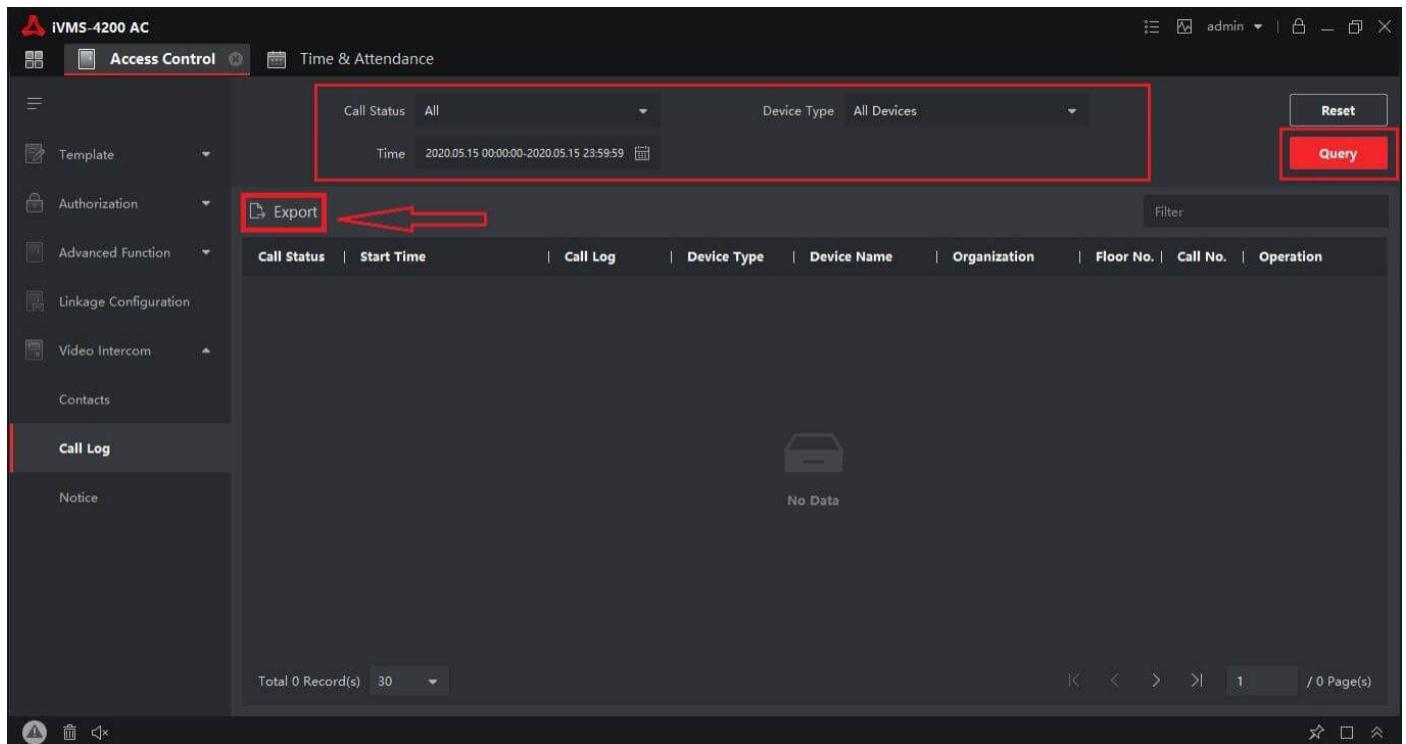 iVMS-4200 AC
admin
Access Control
Time & Attendance
Call Status All Device Type All Devices Reset
Time 2020.05.15 00:00:00-2020.05.15 23:59:59 Query
Template
Authorization
Export Filter
Advanced Function
Call Status | Start Time | Call Log | Device Type | Device Name | Organization | Floor No. | Call No. | Operation
Linkage Configuration
Video Intercom
Contacts
Call Log
Notice
No Data
Total 0 Record(s) 30 1 / 0 Page(s)